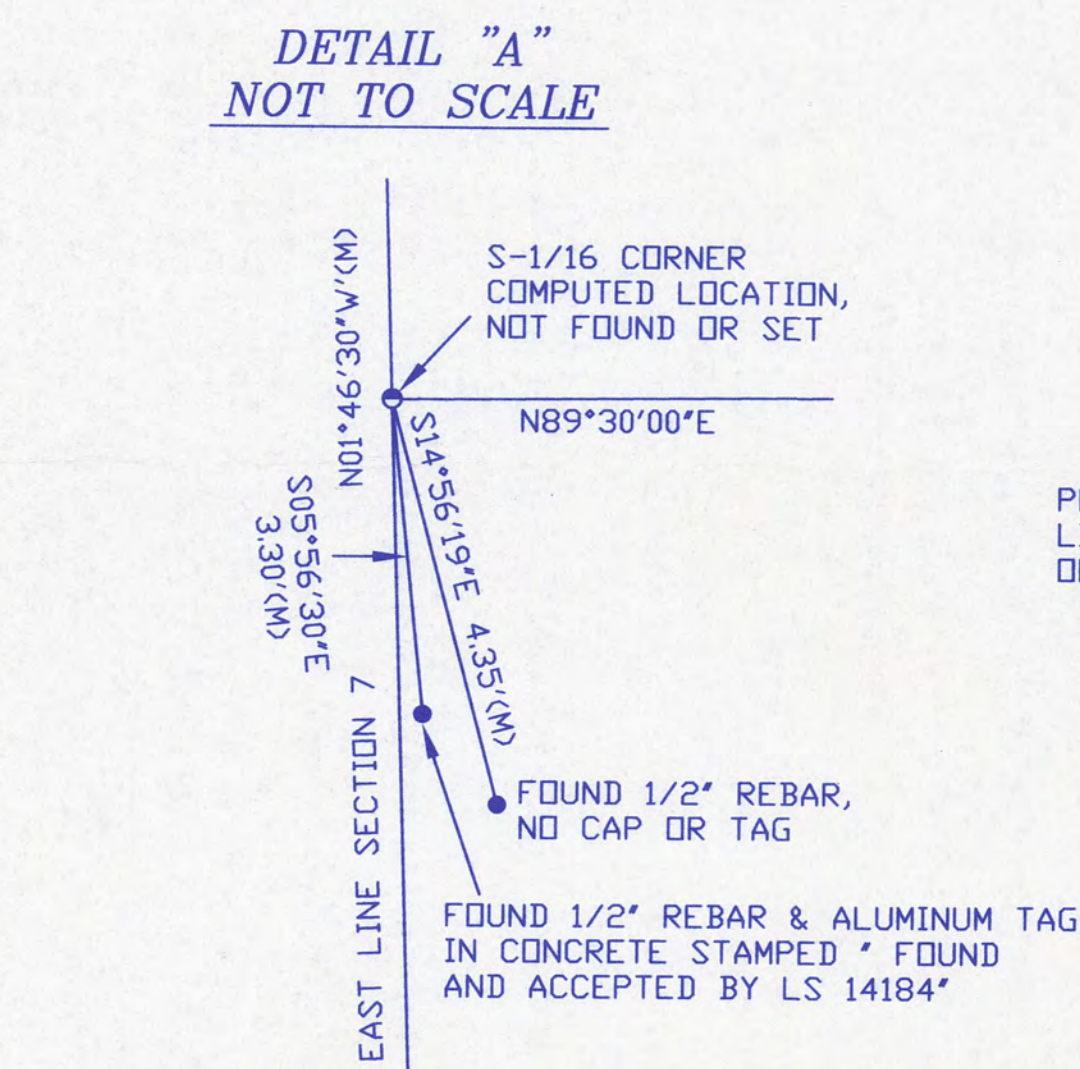 DETAIL "A"
NOT TO SCALE
S-1/16 CORNER
COMPUTED LOCATION,
NOT FOUND OR SET
N01°46'30"W'(M)
N89°30'00"E
S14°56'19"E 4.35'(M)
S05°56'30"E
3.30'(M)
EAST LINE SECTION 7
FOUND 1/2" REBAR,
NO CAP OR TAG
FOUND 1/2" REBAR & ALUMINUM TAG
IN CONCRETE STAMPED " FOUND
AND ACCEPTED BY LS 14184"